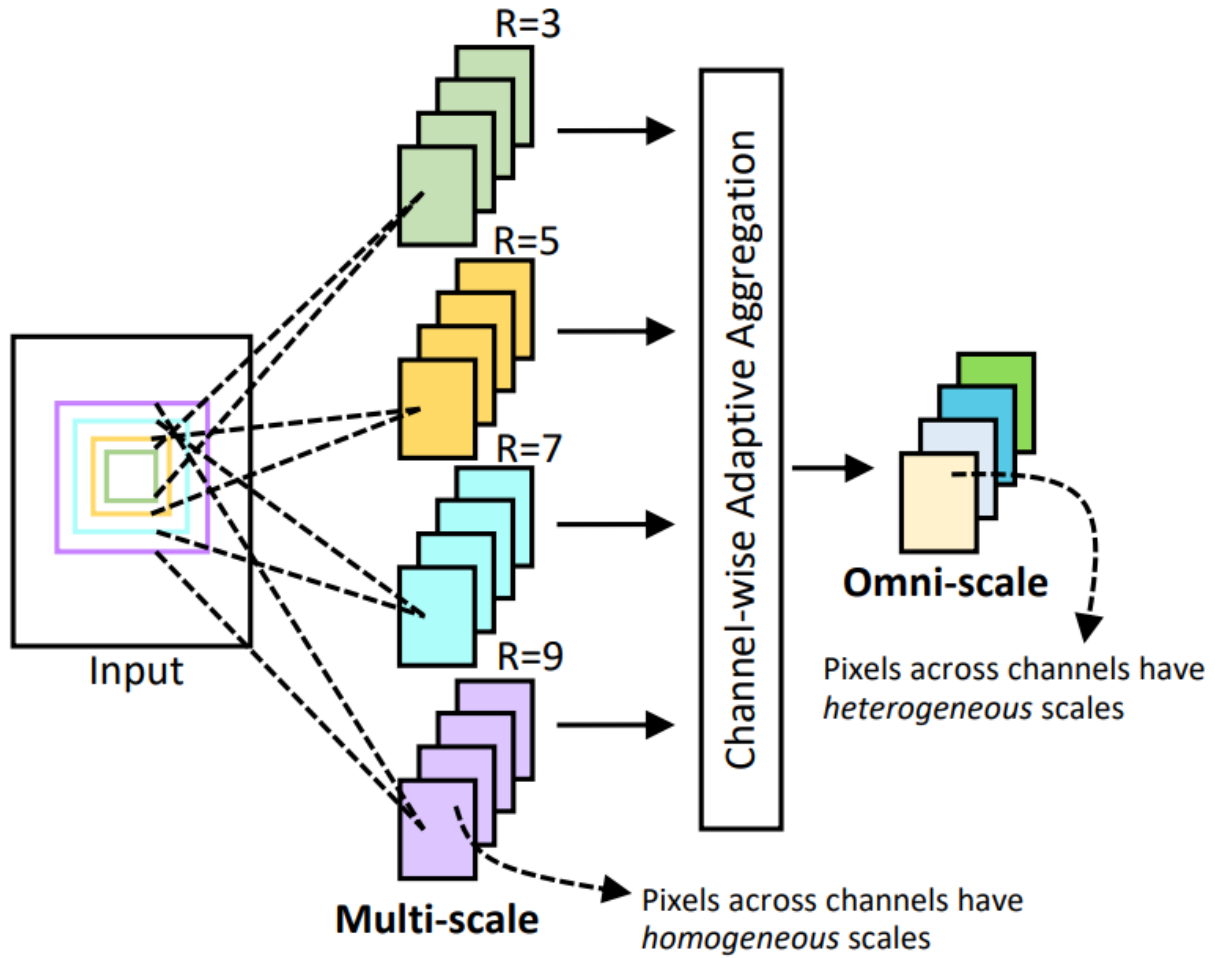 R=3
R=5
R=7
R=9
Input
Multi-scale
Pixels across channels have
homogeneous scales
Channel-wise Adaptive Aggregation
Omni-scale
Pixels across channels have
heterogeneous scales